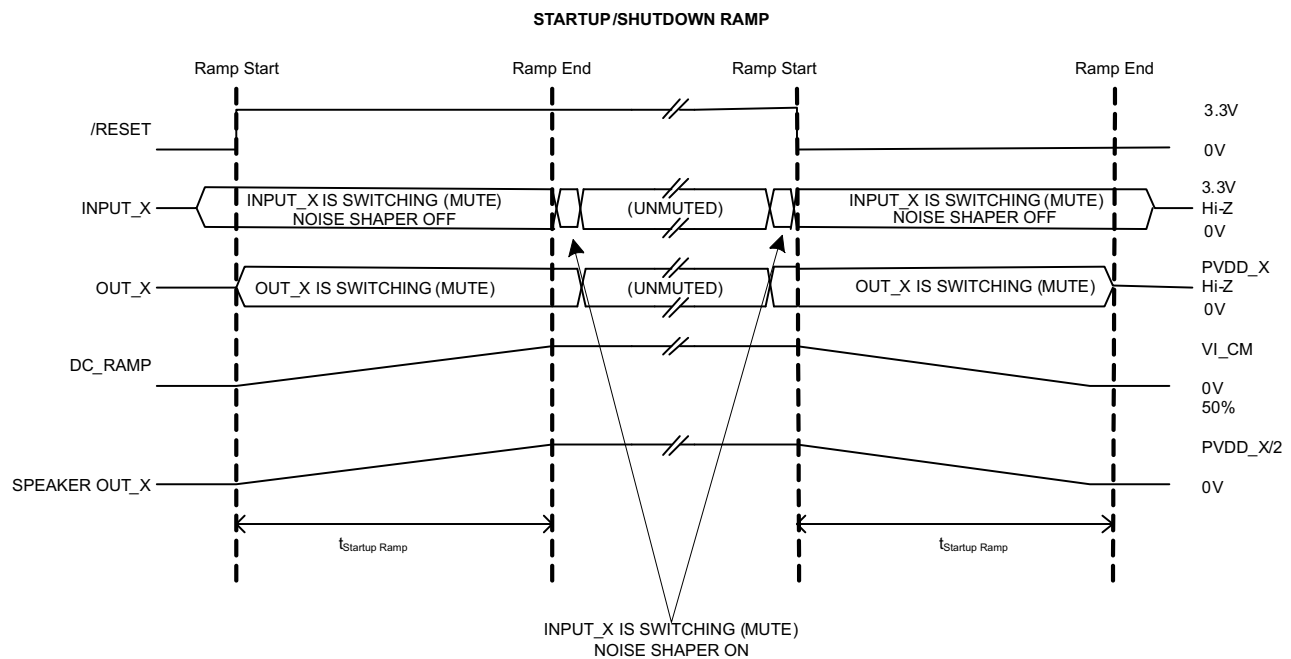 STARTUP/SHUTDOWN RAMP
Ramp Start
Ramp End
Ramp Start
Ramp End
/RESET
3.3V
0V
INPUT_X
INPUT_X IS SWITCHING (MUTE)
NOISE SHAPER OFF
(UNMUTED)
INPUT_X IS SWITCHING (MUTE)
NOISE SHAPER OFF
3.3V
Hi-Z
0V
OUT_X
OUT_X IS SWITCHING (MUTE)
(UNMUTED)
OUT_X IS SWITCHING (MUTE)
PVDD_X
Hi-Z
0V
DC_RAMP
VI_CM
0V
50%
SPEAKER OUT_X
PVDD_X/2
0V
tStartup Ramp
tStartup Ramp
INPUT_X IS SWITCHING (MUTE)
NOISE SHAPER ON